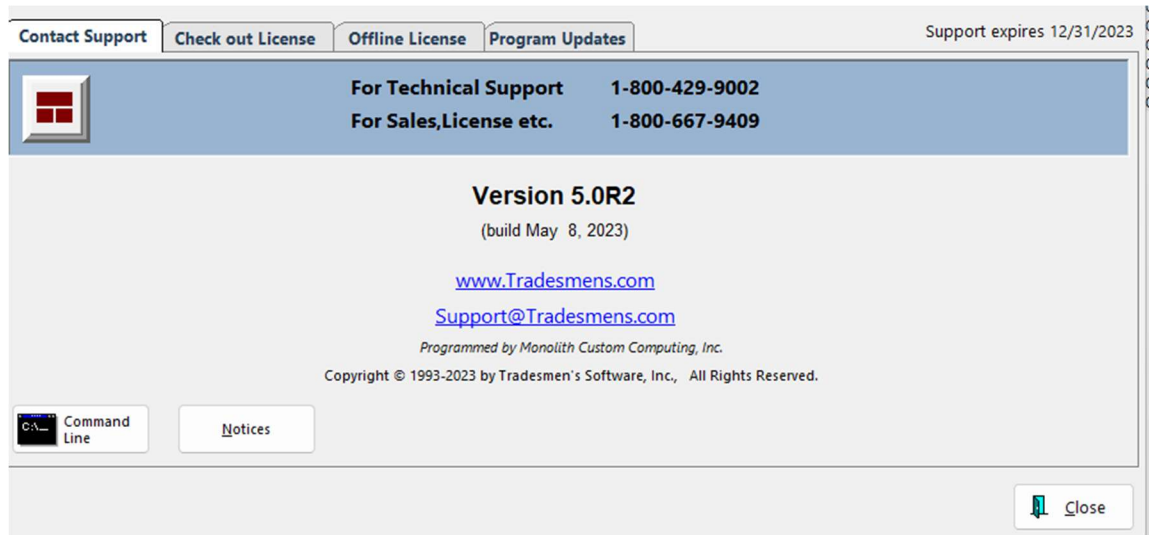 Contact Support
Check out License
Offline License
Program Updates
Support expires 12/31/2023
For Technical Support 1-800-429-9002
For Sales,License etc. 1-800-667-9409
Version 5.0R2
(build May 8, 2023)
www.Tradesmens.com
Support@Tradesmens.com
Programmed by Monolith Custom Computing, Inc.
Copyright © 1993-2023 by Tradesmen's Software, Inc., All Rights Reserved.
C:\_
Command
Line
Notices
Close